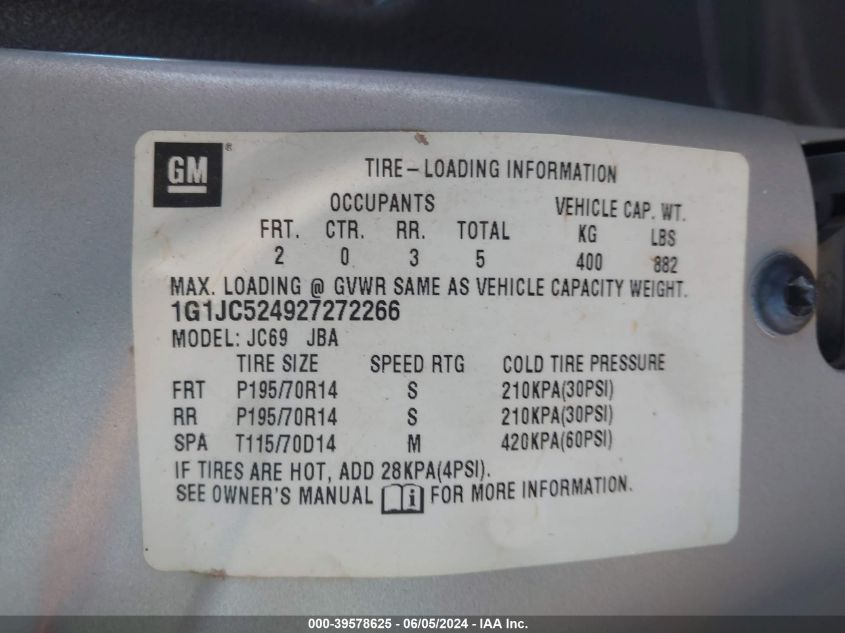 GM ®
TIRE-LOADING INFORMATION
OCCUPANTS VEHICLE CAP. WT.
FRT. CTR. RR. TOTAL KG LBS
2 0 3 5 400 882
MAX. LOADING @ GVWR SAME AS VEHICLE CAPACITY WEIGHT.
1G1JC524927272266
MODEL: JC69 JBA
TIRE SIZE SPEED RTG COLD TIRE PRESSURE
FRT P195/70R14 S 210KPA(30PSI)
RR P195/70R14 S 210KPA(30PSI)
SPA T115/70D14 M 420KPA(60PSI)
IF TIRES ARE HOT, ADD 28KPA(4PSI).
SEE OWNER'S MANUAL i FOR MORE INFORMATION.
000-39578625 / 06/05/2024 - IAA Inc.